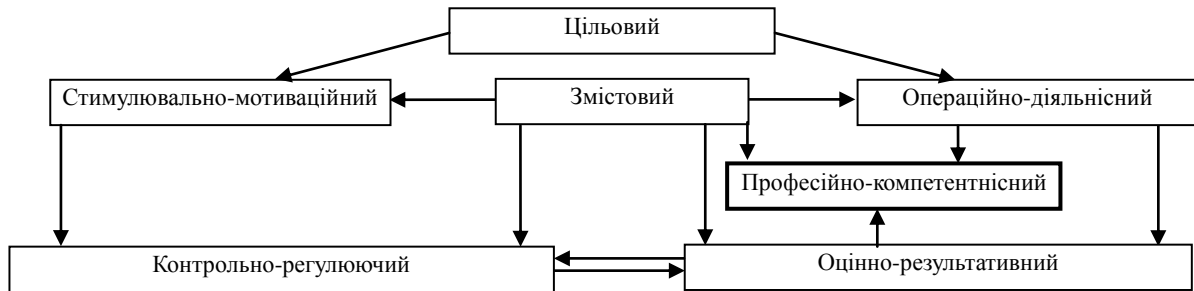 Цільовий
Стимулювально-мотиваційний
Змістовий
Операційно-діяльнісний
Професійно-компетентнісний
Контрольно-регулюючий
Оцінно-результативний